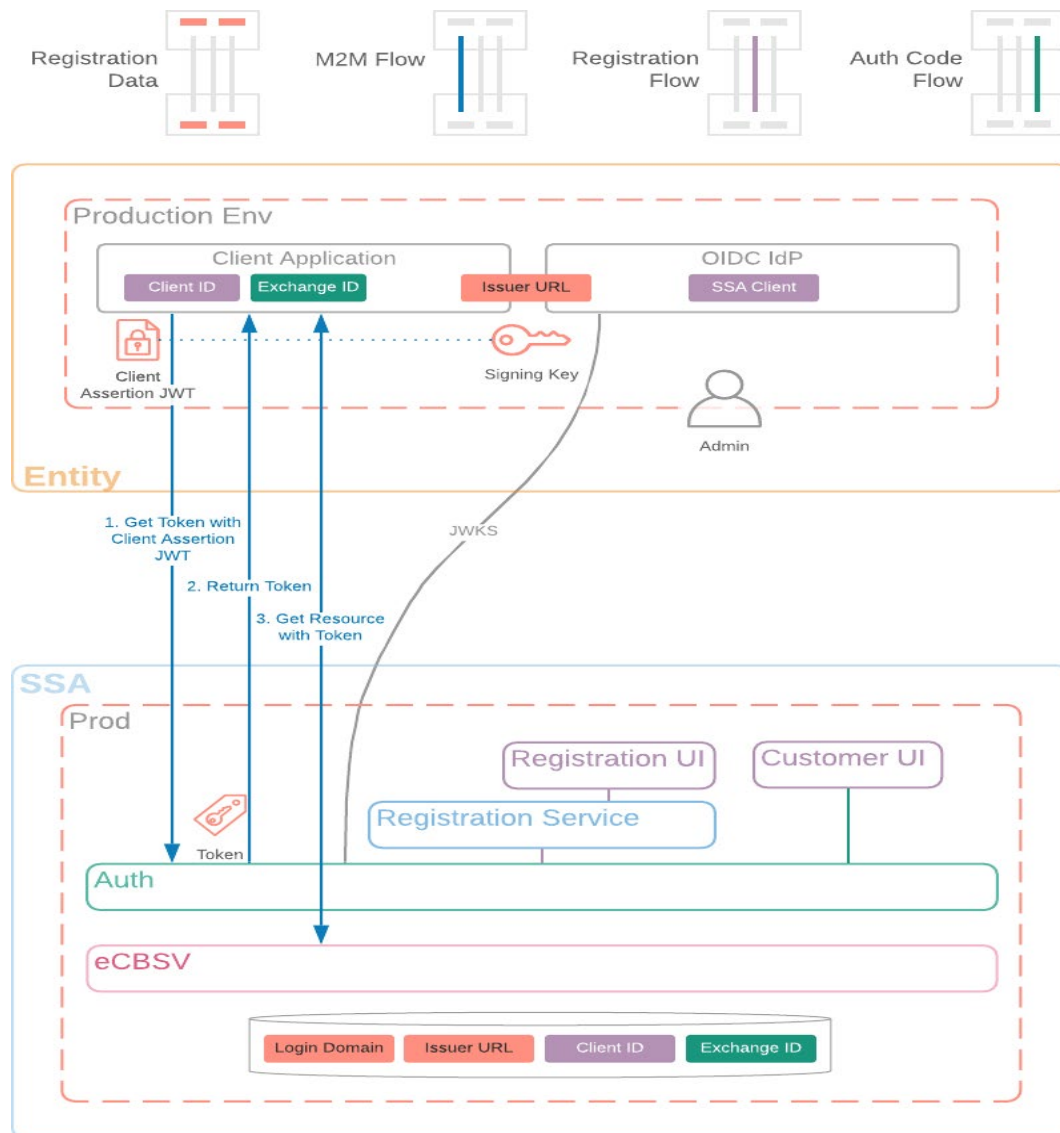 Registration
Data
M2M Flow
Registration
Flow
Auth Code
Flow
Production Env
Client Application
Client ID
Exchange ID
Issuer URL
OIDC IdP
SSA Client
Client
Assertion JWT
Signing Key
Admin
Entity
1. Get Token with
Client Assertion
JWT
JWKS
2. Return Token
3. Get Resource
with Token
SSA
Prod
Registration UI
Customer UI
Registration Service
Token
Auth
eCBSV
Login Domain
Issuer URL
Client ID
Exchange ID